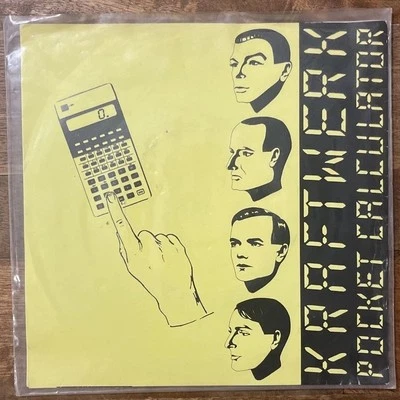 0.
KRAFTWERK
POCKET CALCULATOR